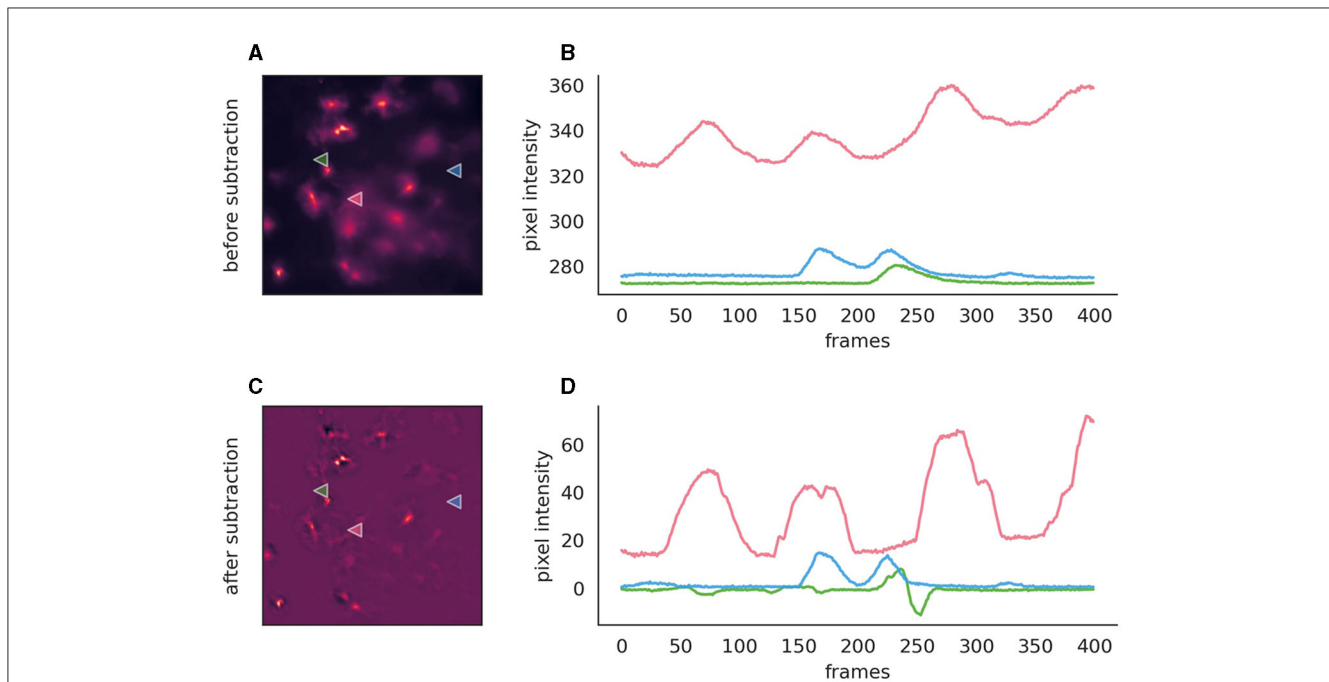 A
B
before subtraction
pixel intensity
360
340
320
300
280
0 50 100 150 200 250 300 350 400
frames
C
D
after subtraction
pixel intensity
60
40
20
0
0 50 100 150 200 250 300 350 400
frames